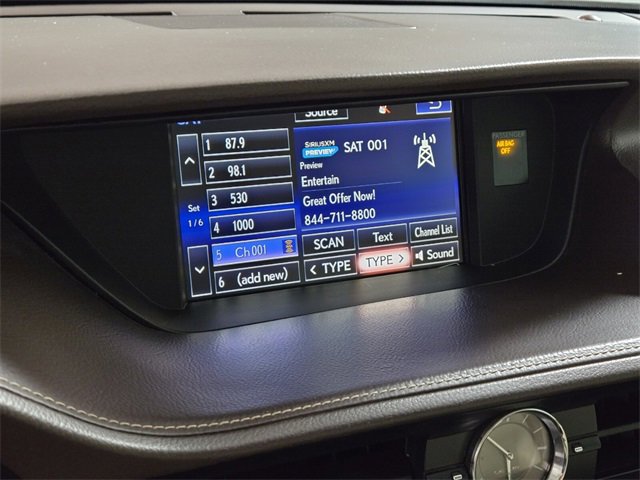 Source
1 87.9
2 98.1
3 530
4 1000
5 Ch 001
6 (add new)
Set
1/6
SIRIUSXM
PREVIEW
SAT 001
Preview
Entertain
Great Offer Now!
844-711-8800
SCAN
Text
Channel List
< TYPE
TYPE >
Sound
PASSENGER
AIR BAG
OFF